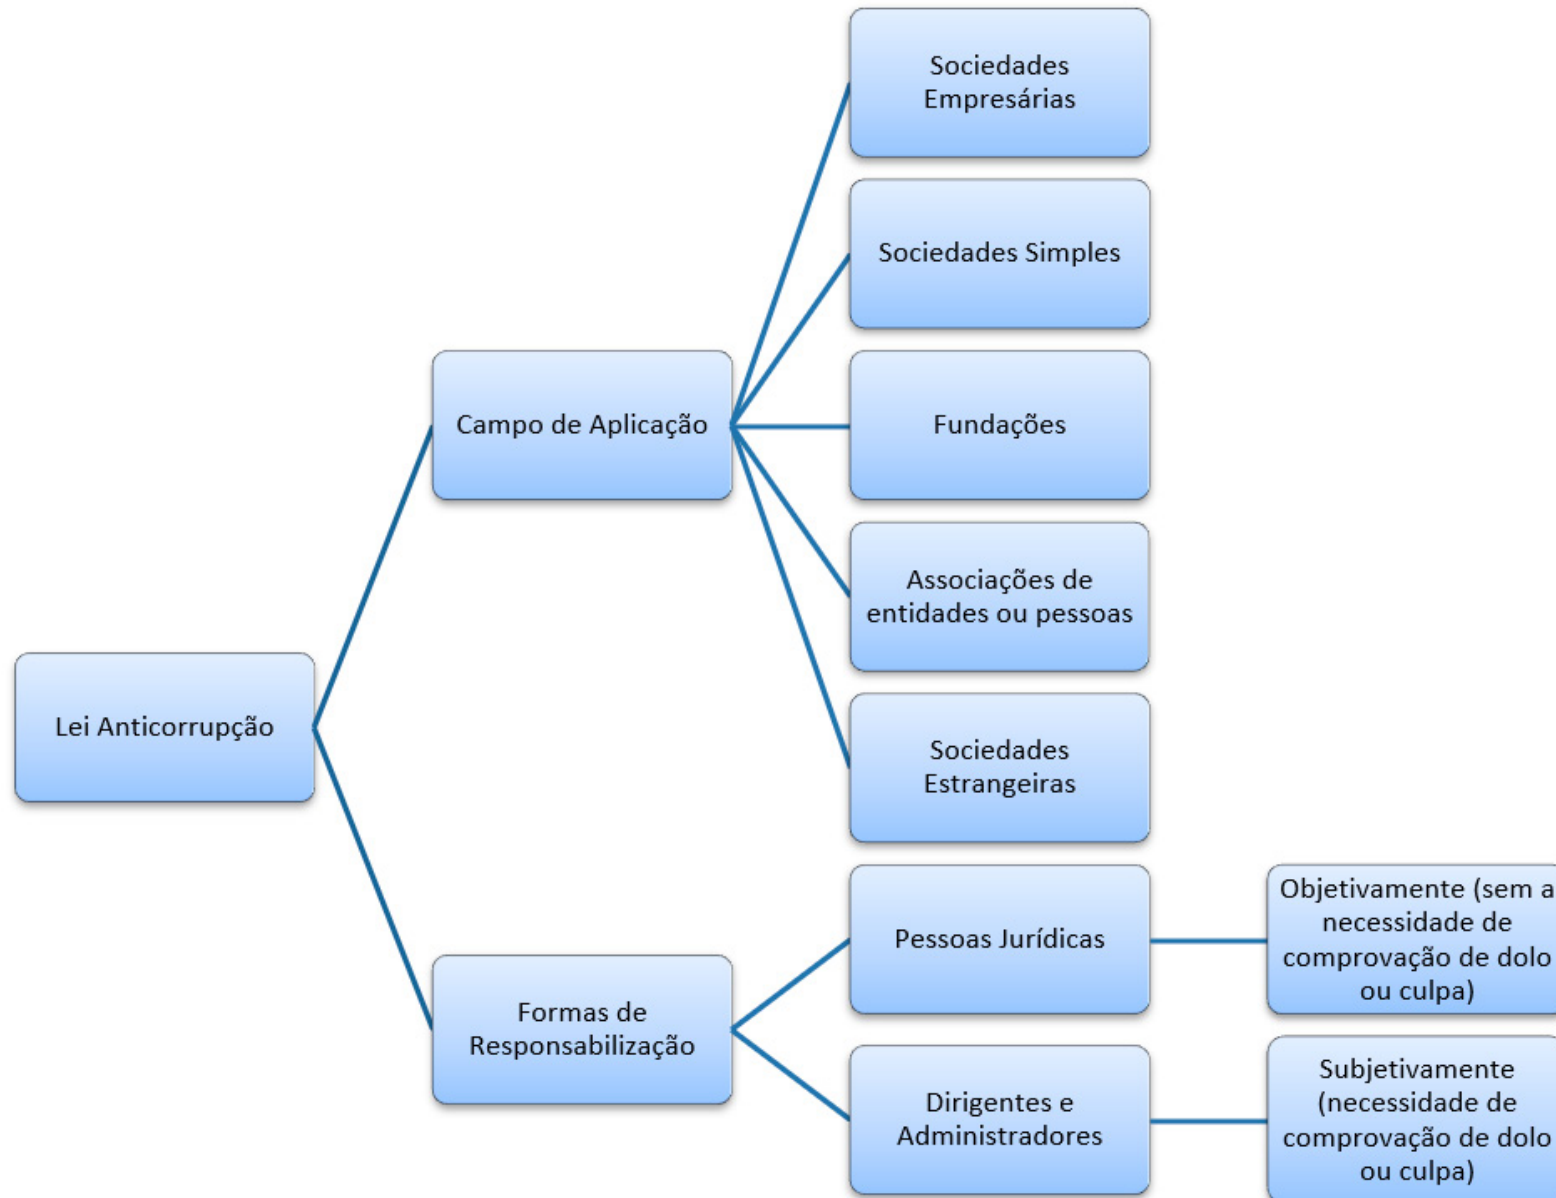 Sociedades
Empresárias
Sociedades Simples
Campo de Aplicação
Fundações
Associações de
entidades ou pessoas
Lei Anticorrupção
Sociedades
Estrangeiras
Pessoas Jurídicas
Objetivamente (sem a
necessidade de
comprovação de dolo
ou culpa)
Formas de
Responsabilização
Dirigentes e
Administradores
Subjetivamente
(necessidade de
comprovação de dolo
ou culpa)